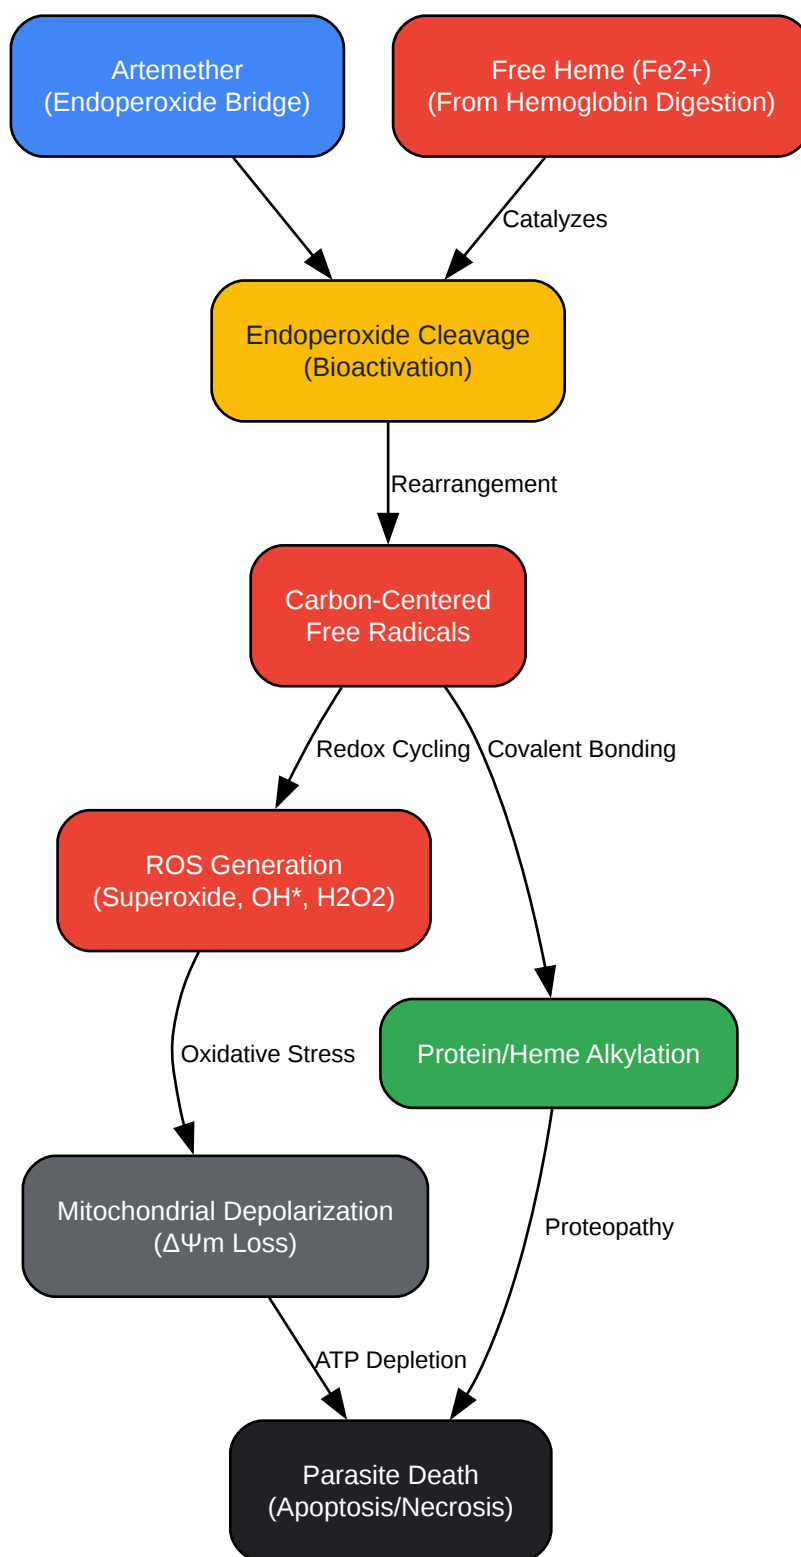 Artemether
(Endoperoxide Bridge)
Free Heme (Fe2+)
(From Hemoglobin Digestion)
Catalyzes
Endoperoxide Cleavage
(Bioactivation)
Rearrangement
Carbon-Centered
Free Radicals
Redox Cycling
Covalent Bonding
ROS Generation
(Superoxide, OH*, H2O2)
Oxidative Stress
Protein/Heme Alkylation
Mitochondrial Depolarization
(ΔΨm Loss)
Proteopathy
ATP Depletion
Parasite Death
(Apoptosis/Necrosis)